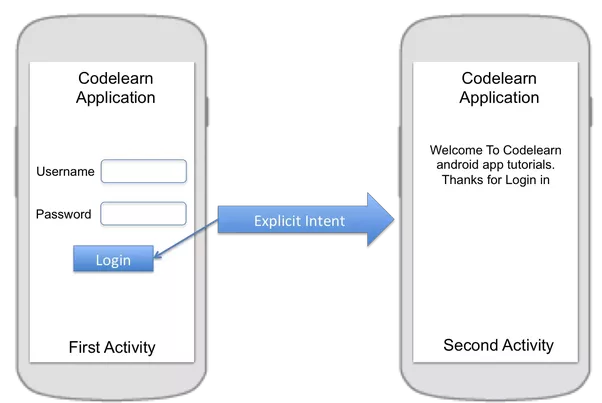 Codelearn
Application
Username
Password
Login
First Activity
Explicit Intent
Codelearn
Application
Welcome To Codelearn
android app tutorials.
Thanks for Login in
Second Activity